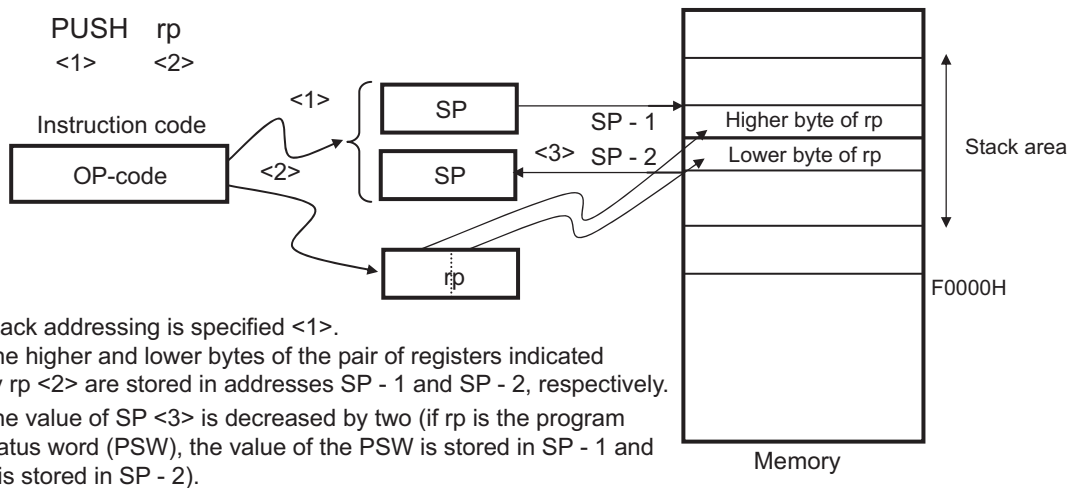 PUSH rp
<1> <2>
Instruction code
OP-code
<1>
<2>
SP
SP
rp
SP - 1
<3> SP - 2
Higher byte of rp
Lower byte of rp
Stack area
F0000H
Memory
ack addressing is specified <1>.
he higher and lower bytes of the pair of registers indicated
rp <2> are stored in addresses SP - 1 and SP - 2, respectively.
he value of SP <3> is decreased by two (if rp is the program
atus word (PSW), the value of the PSW is stored in SP - 1 and
is stored in SP - 2).